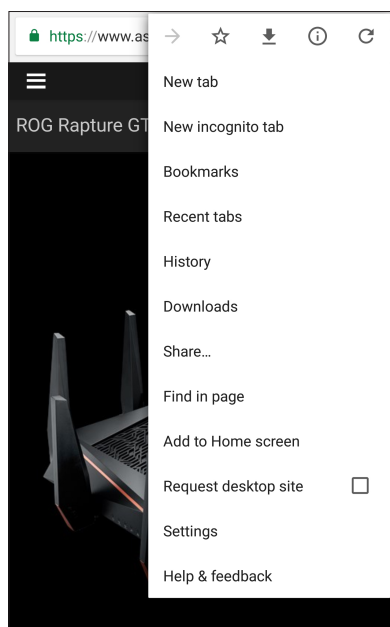 https://www.as
ROG Rapture GT
New tab
New incognito tab
Bookmarks
Recent tabs
History
Downloads
Share...
Find in page
Add to Home screen
Request desktop site
Settings
Help & feedback